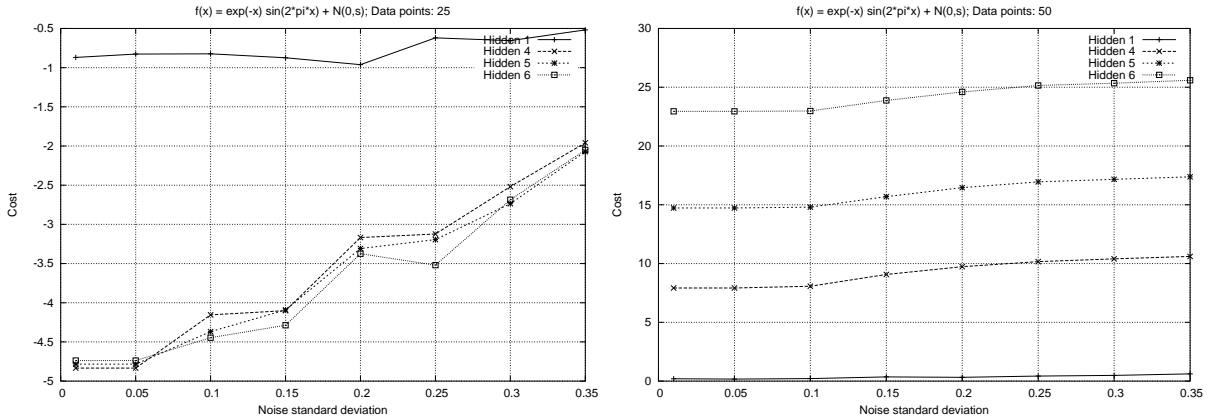 f(x) = exp(-x) sin(2*pi*x) + N(0,s); Data points: 25
-0.5
-1
-1.5
-2
-2.5
-3
-3.5
-4
-4.5
-5
Cost
Hidden 1
Hidden 4
Hidden 5
Hidden 6
0 0.05 0.1 0.15 0.2 0.25 0.3 0.35
Noise standard deviation
f(x) = exp(-x) sin(2*pi*x) + N(0,s); Data points: 50
30
25
20
15
10
5
0
Cost
Hidden 1
Hidden 4
Hidden 5
Hidden 6
0 0.05 0.1 0.15 0.2 0.25 0.3 0.35
Noise standard deviation